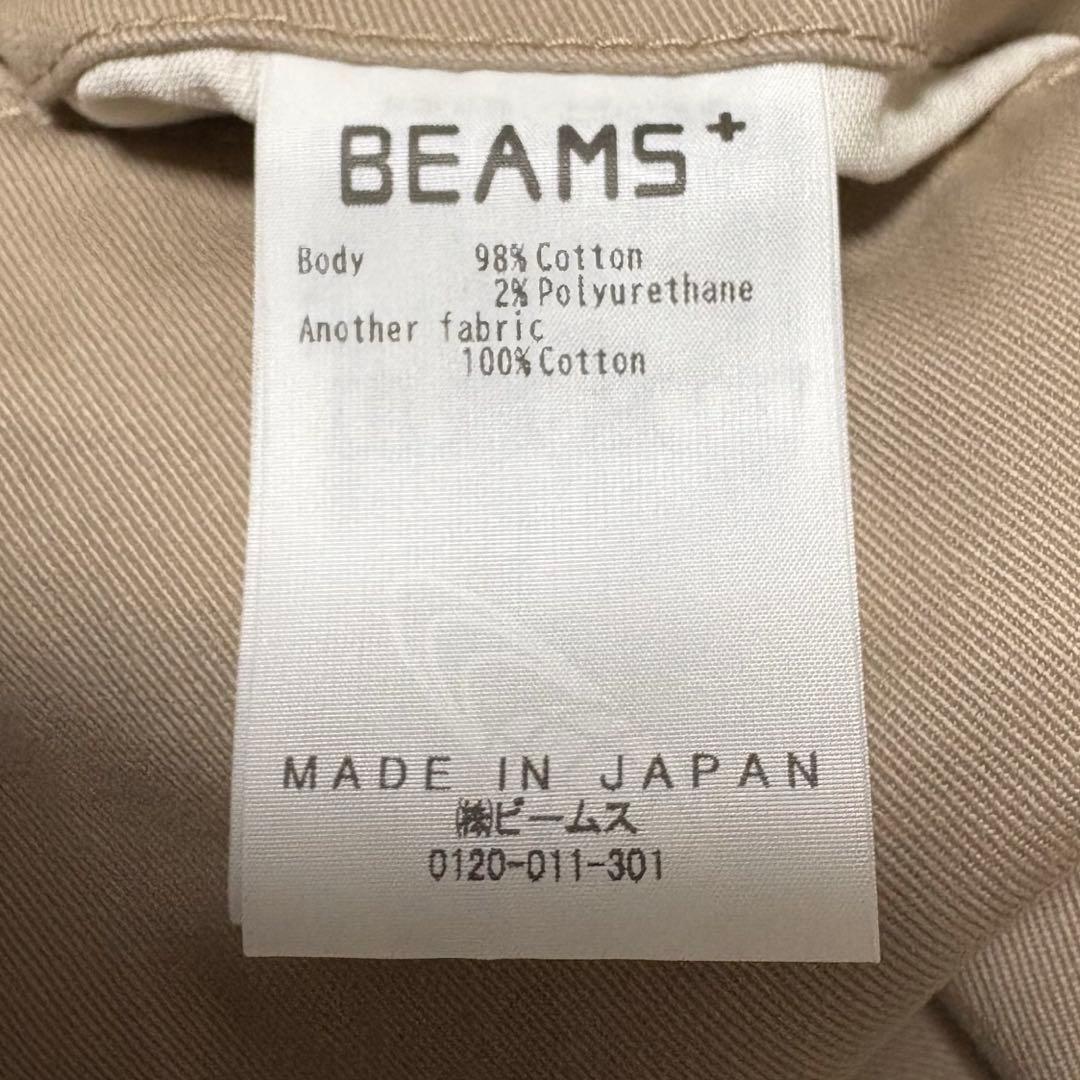 BEAMS+
Body 98% Cotton
2% Polyurethane
Another fabric
100% Cotton
MADE IN JAPAN
㈱ビームス
0120-011-301